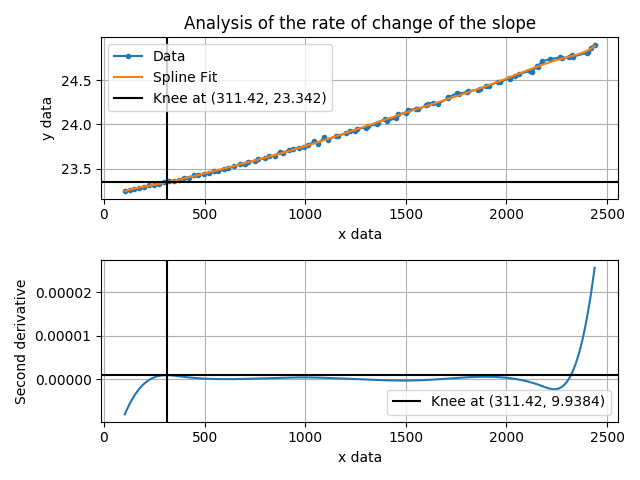 Analysis of the rate of change of the slope
Data
Spline Fit
Knee at (311.42, 23.342)
24.5
24.0
23.5
y data
0 500 1000 1500 2000 2500
x data
0.00002
0.00001
0.00000
Second derivative
Knee at (311.42, 9.9384)
0 500 1000 1500 2000 2500
x data